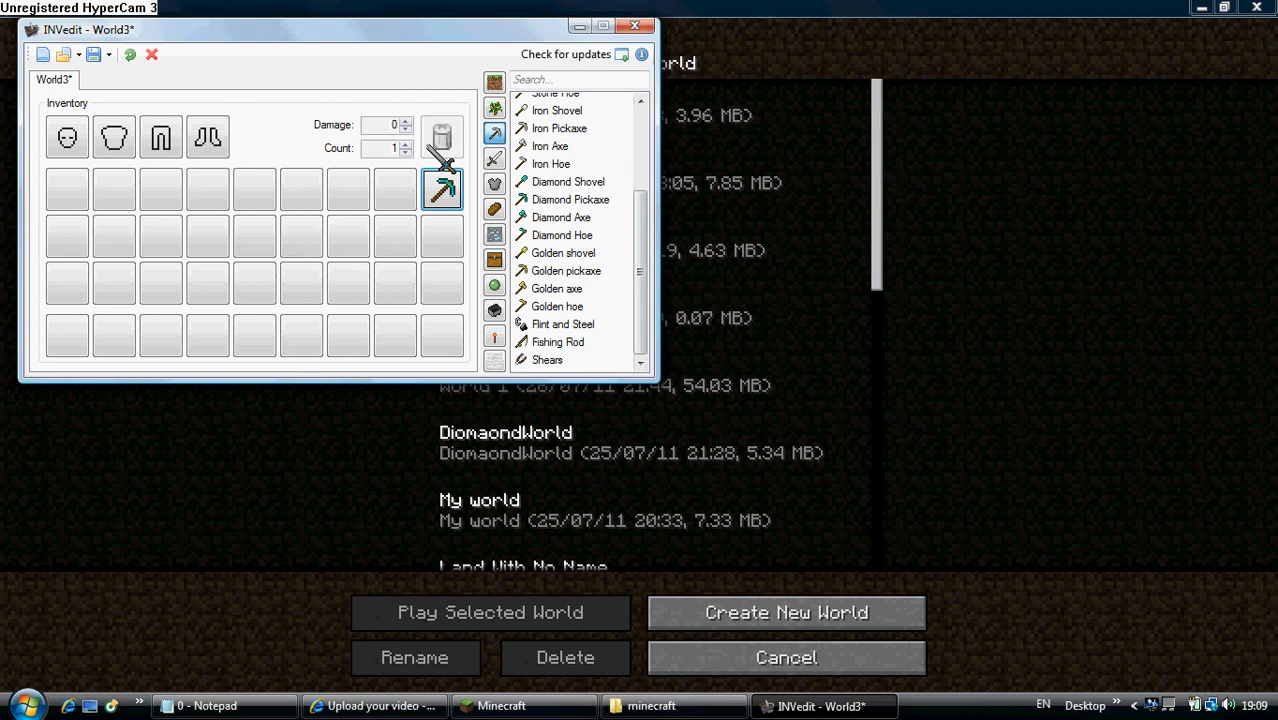 Unregistered HyperCam 3
INVedit - World3*
Check for updates
World3*
Search...
Inventory
Damage: 0
Count: 1
Stone Hoe
Iron Shovel
Iron Pickaxe
Iron Axe
Iron Hoe
Diamond Shovel
Diamond Pickaxe
Diamond Axe
Diamond Hoe
Golden shovel
Golden pickaxe
Golden axe
Golden hoe
Flint and Steel
Fishing Rod
Shears
3.96 MB)
7.85 MB)
4.63 MB)
0.07 MB)
54.03 MB)
DiomaondWorld
DiomaondWorld (25/07/11 21:28, 5.34 MB)
My world
My world (25/07/11 20:33, 7.33 MB)
Land With No Name
Play Selected World
Create New World
Rename
Delete
Cancel
0 - Notepad
Upload your video -...
Minecraft
minecraft
INVedit - World3*
EN
Desktop
19:09